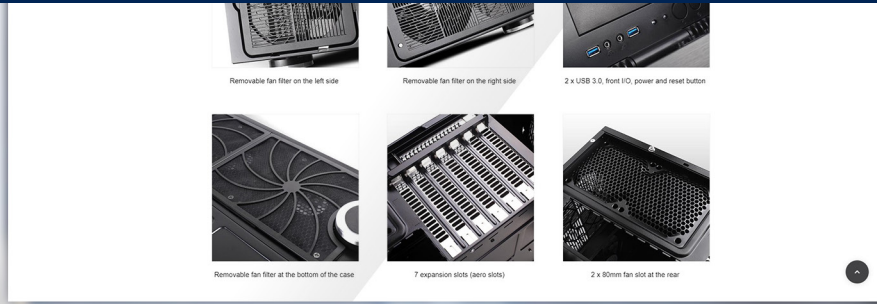 Removable fan filter on the left side
Removable fan filter on the right side
2 x USB 3.0, front I/O, power and reset button
Removable fan filter at the bottom of the case
7 expansion slots (aero slots)
2 x 80mm fan slot at the rear